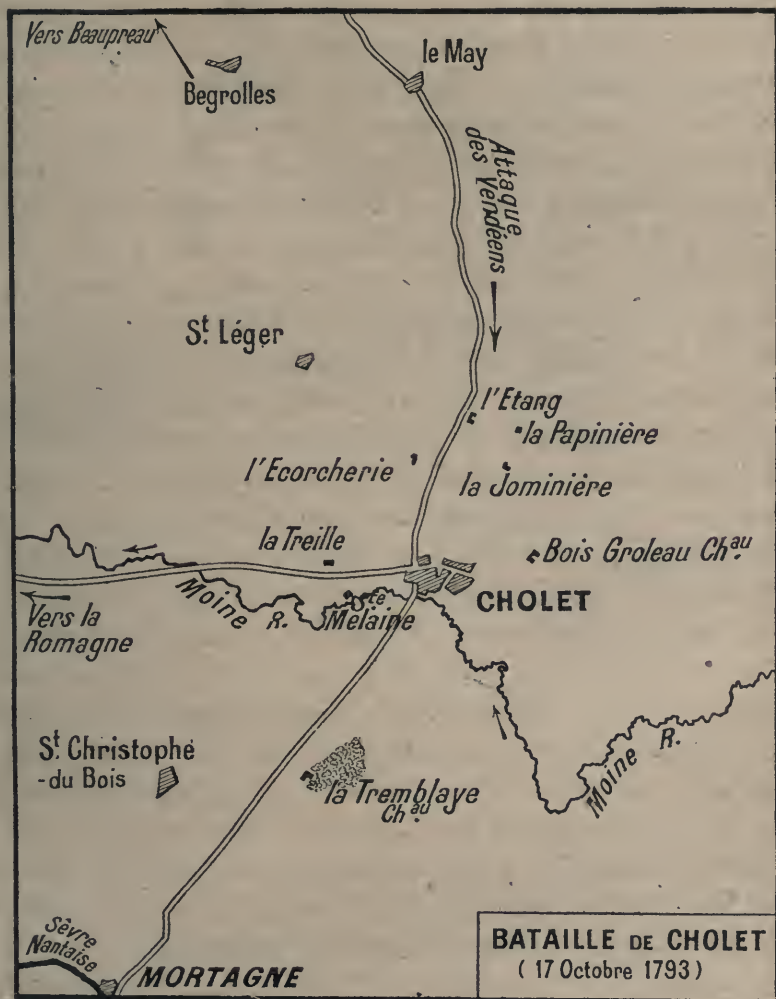 Vers Beaupreau
Begrolles
le May
Attaque
des Vendéens
St. Léger
l'Etang
la Papinière
l'Ecorcherie
la Jominière
la Treille
Bois Groleau Chau.
Moine R.
Ste
Melaine
CHOLET
Vers la
Romagne
St. Christophe
-du Bois
la Tremblaye
Chau.
Moine R.
Sèvre
Nantaise
MORTAGNE
BATAILLE DE CHOLET
( 17 Octobre 1793 )